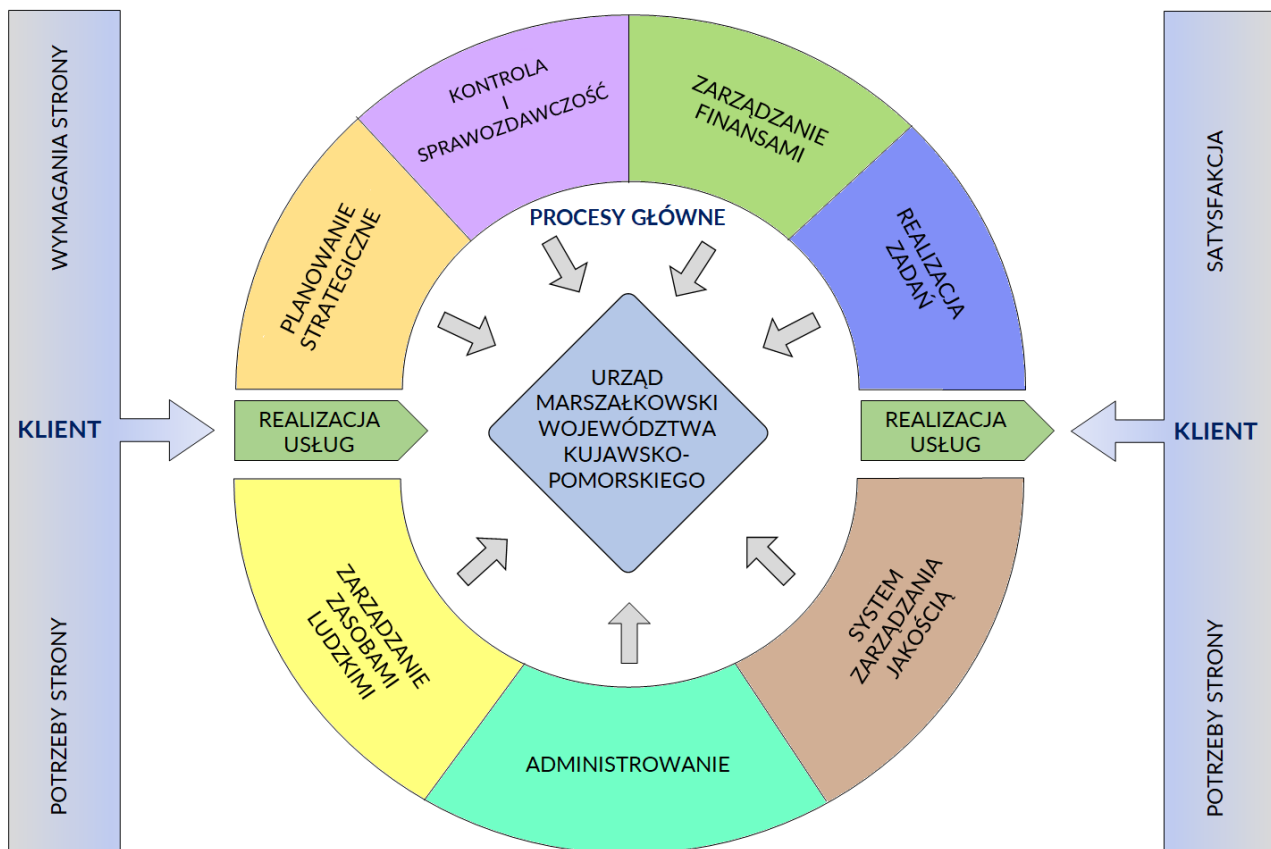 WYMAGANIA STRONY
KLIENT
POTRZEBY STRONY
KONTROLA
I
SPRAWOZDAWCZOŚĆ
ZARZĄDZANIE
FINANSAMI
PLANOWANIE
STRATEGICZNE
PROCESY GŁÓWNE
REALIZACJA
ZADAŃ
REALIZACJA
USŁUG
URZĄD
MARSZAŁKOWSKI
WOJEWÓDZTWA
KUJAWSKO-
POMORSKIEGO
REALIZACJA
USŁUG
ZARZĄDZANIE
ZASOBAMI
LUDZKIMI
ADMINISTROWANIE
SYSTEM
ZARZĄDZANIA
JAKOŚCIĄ
SATYSFAKCJA
KLIENT
POTRZEBY STRONY